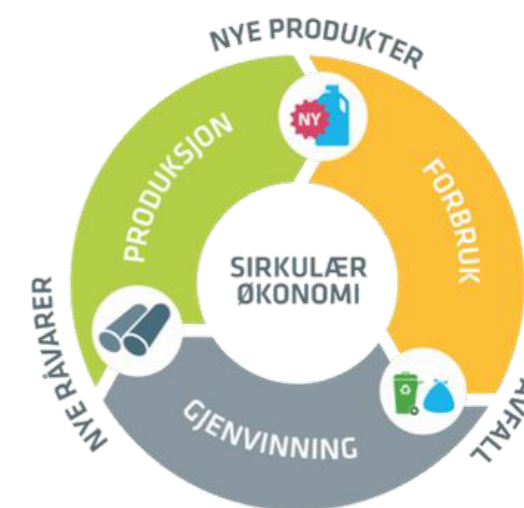 NYE PRODUKTER
NY
PRODUKSJON
FORBRUK
SIRKULÆR
ØKONOMI
NYE RÅVARER
GJENVINNING
AVFALL